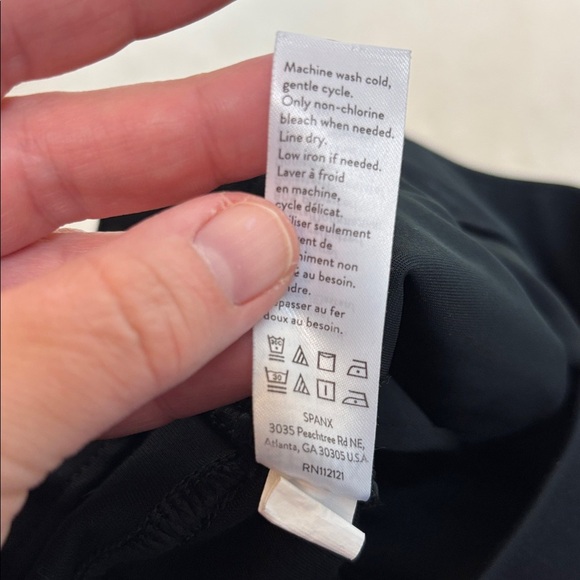 Machine wash cold,
gentle cycle.
Only non-chlorine
bleach when needed.
Line dry.
Low iron if needed.
Laver à froid
en machine,
cycle délicat.
seulement
de
non
au besoin.
au fer
doux au besoin.
30
SPANX
3035 Peachtree Rd NE,
Atlanta, GA 30305 U.S.A
RN112121